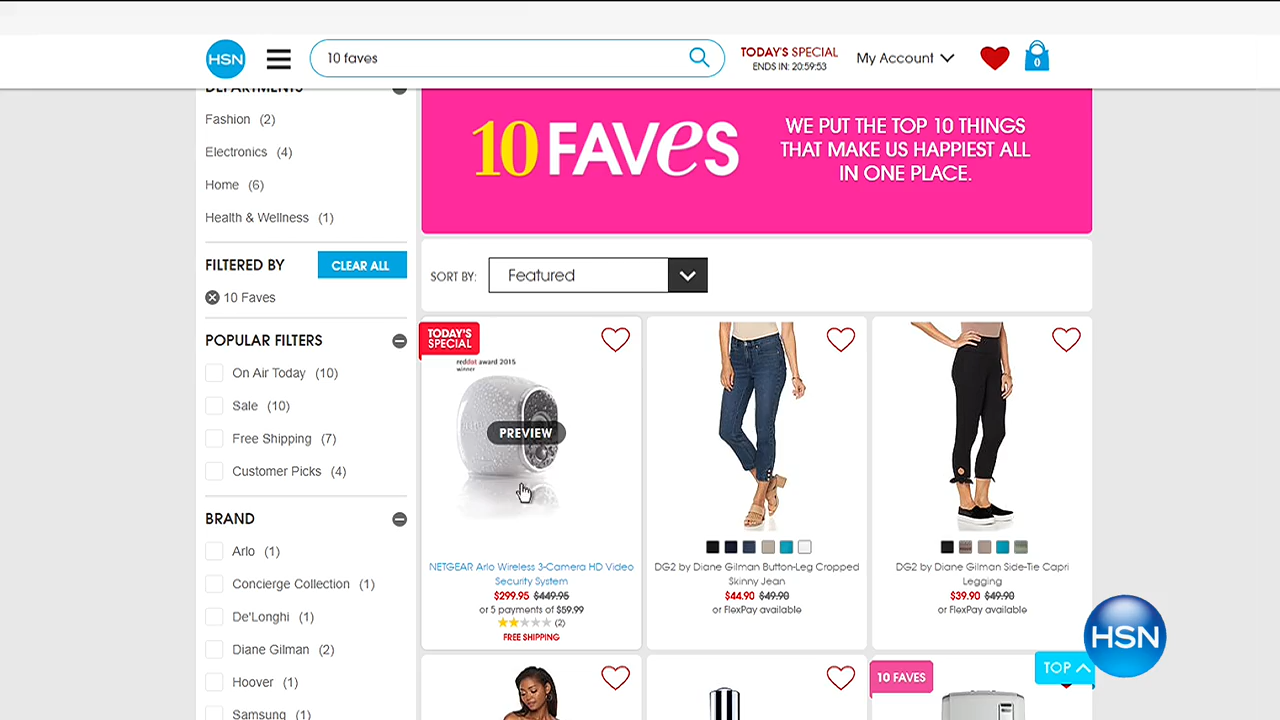 HSN
10 faves
TODAY'S SPECIAL
ENDS IN: 20:59:53
My Account
0
DEPARTMENTS
Fashion (2)
Electronics (4)
Home (6)
Health & Wellness (1)
FILTERED BY
CLEAR ALL
10 Faves
POPULAR FILTERS
On Air Today (10)
Sale (10)
Free Shipping (7)
Customer Picks (4)
BRAND
Arlo (1)
Concierge Collection (1)
De'Longhi (1)
Diane Gilman (2)
Hoover (1)
Samsung (1)
10 FAVeS
WE PUT THE TOP 10 THINGS
THAT MAKE US HAPPIEST ALL
IN ONE PLACE.
SORT BY:
Featured
TODAY'S
SPECIAL
reddot award 2015
winner
PREVIEW
NETGEAR Arlo Wireless 3-Camera HD Video
Security System
$299.95 $449.95
or 5 payments of $59.99
(2)
FREE SHIPPING
DG2 by Diane Gilman Button-Leg Cropped
Skinny Jean
$44.90 $49.90
or FlexPay available
DG2 by Diane Gilman Side-Tie Capri
Legging
$39.90 $49.90
or FlexPay available
10 FAVES
TOP
HSN